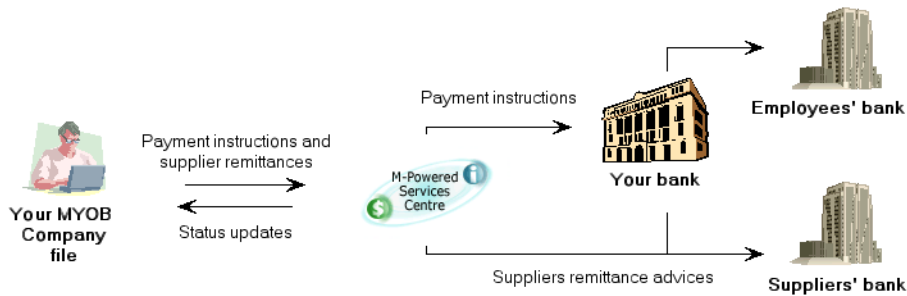 Payment instructions
Employees' bank
Payment instructions and
supplier remittances
M-Powered
Services
Centre
Your bank
Your MYOB
Company
file
Status updates
Suppliers remittance advices
Suppliers' bank